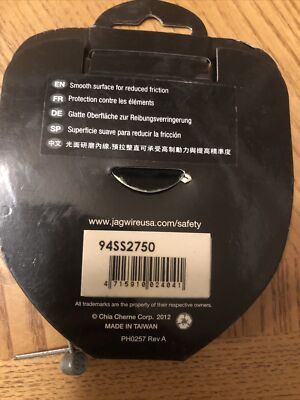 EN Smooth surface for reduced friction
FR Protection contre les éléments
DE Glatte Oberfläche zur Reibungsverringerung
SP Superficie suave para reducir la fricción
中文 光面研磨內線,預拉整直可承受高制動力與提高精準度
www.jagwireusa.com/safety
94SS2750
4 715910 024041
All trademarks are the property of their respective owners.
© Chia Cherne Corp. 2012
MADE IN TAIWAN
PH0257 Rev A